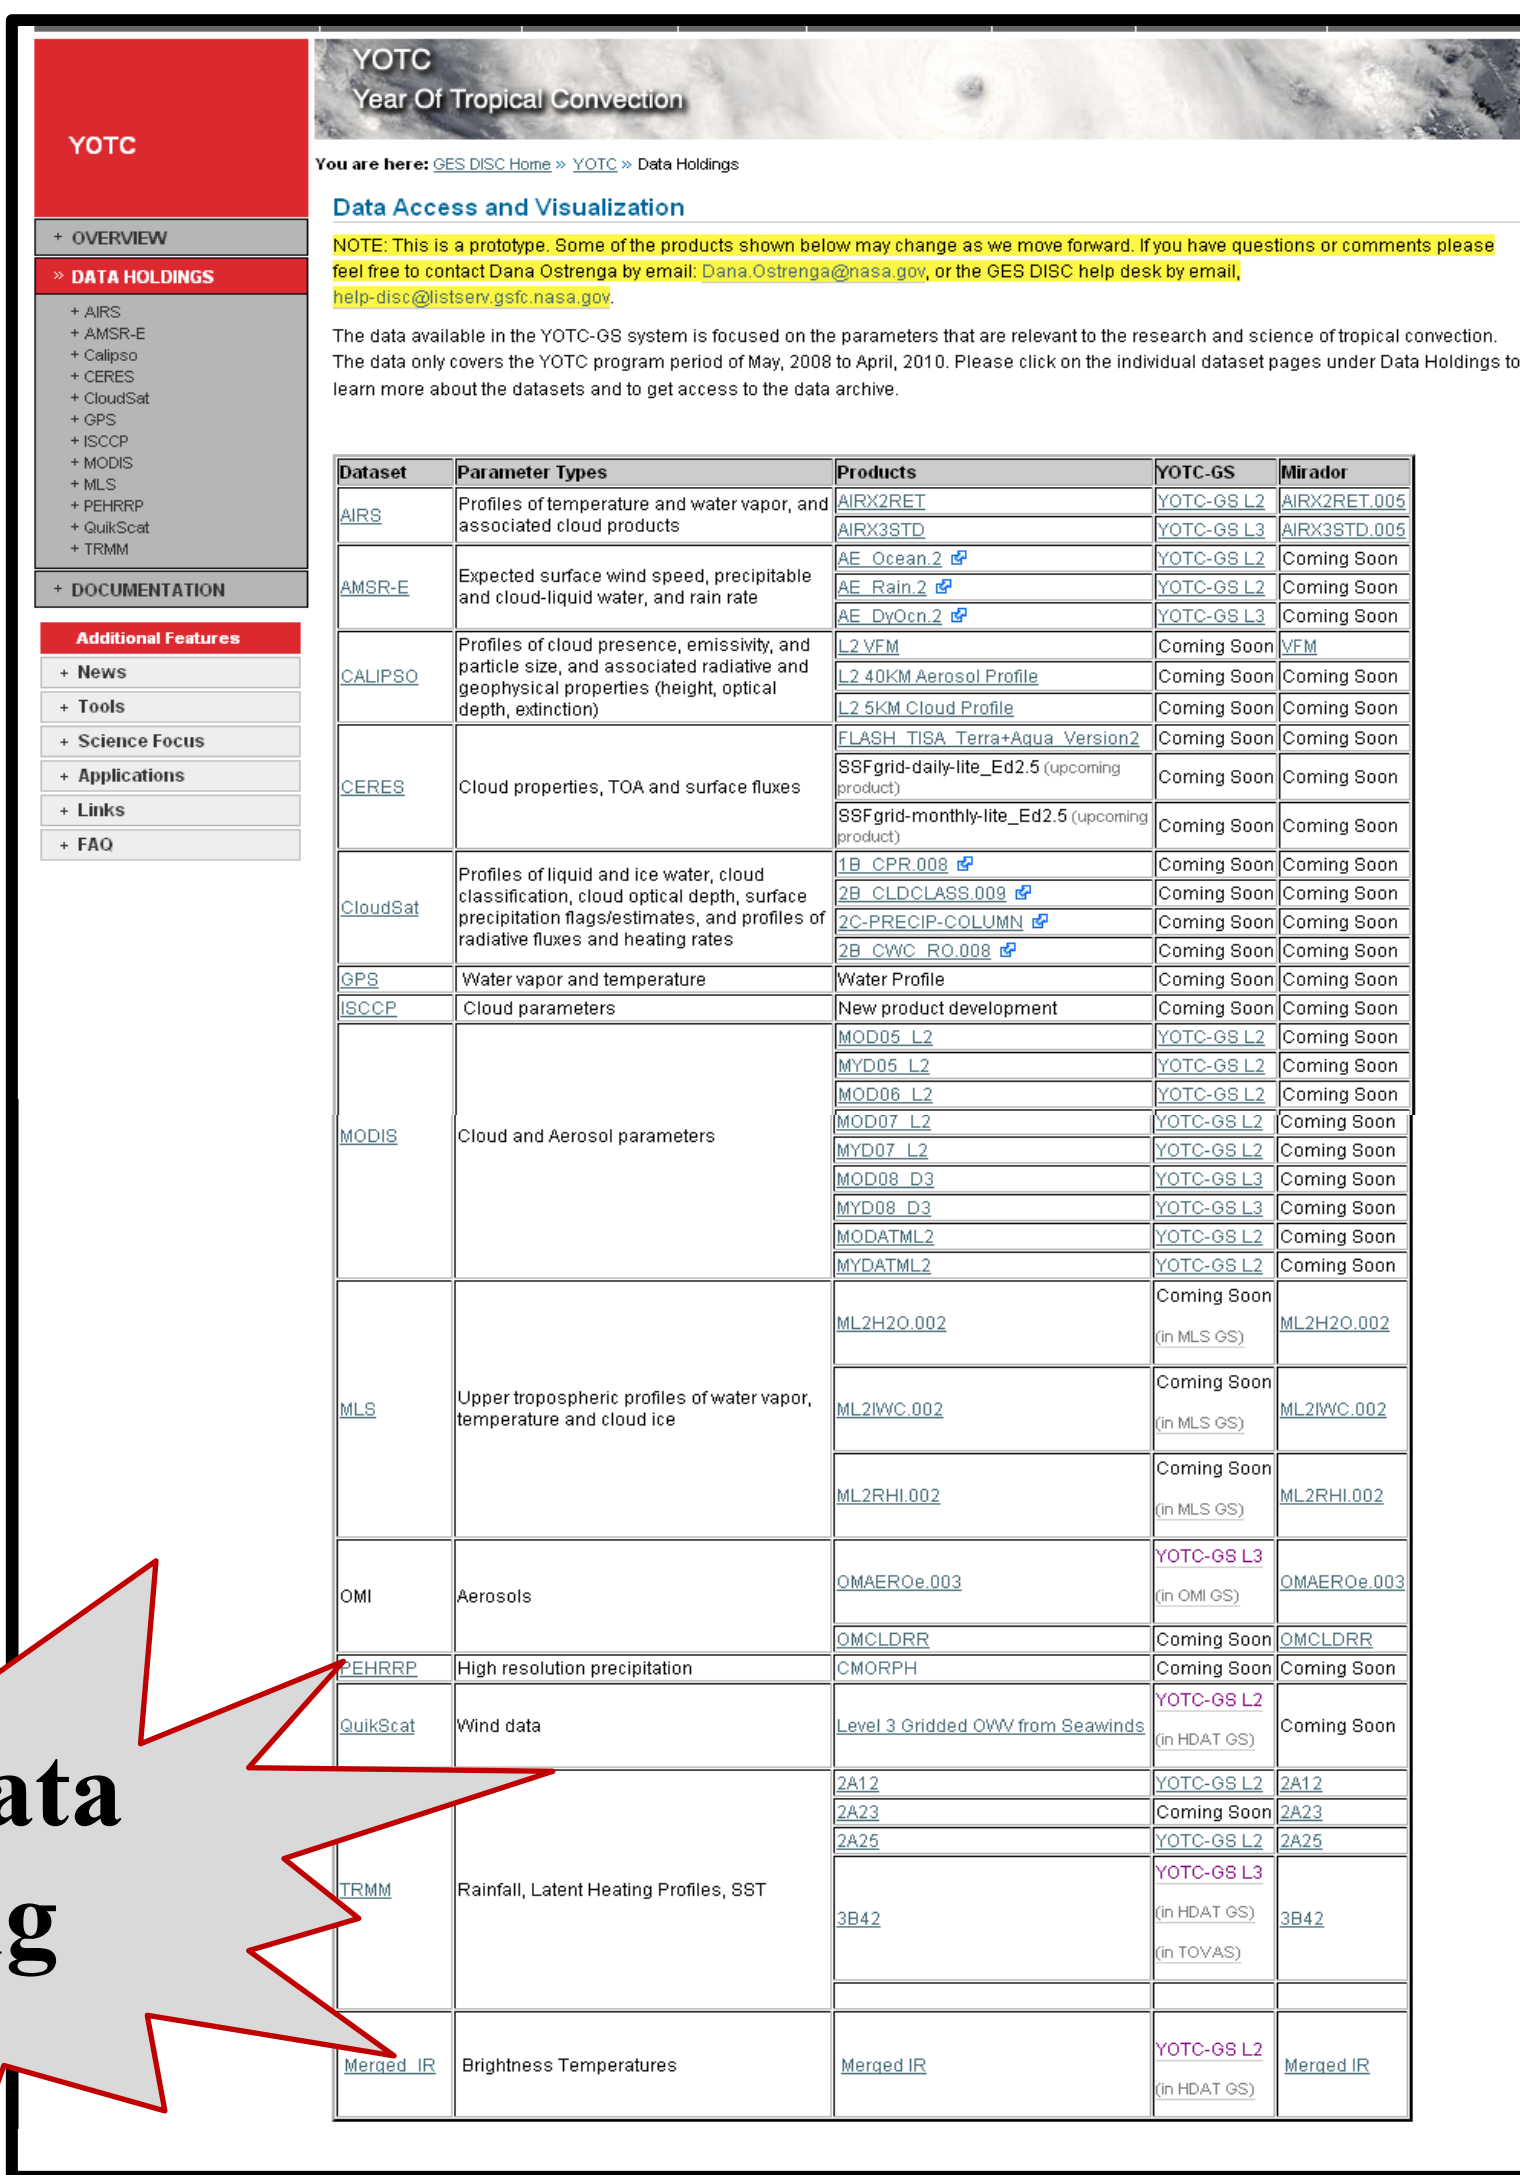 YOTC
Year Of Tropical Convection
YOTC
You are here: GES DISC Home » YOTC » Data Holdings
+ OVERVIEW
» DATA HOLDINGS
+ AIRS
+ AMSR-E
+ Calipso
+ CERES
+ CloudSat
+ GPS
+ ISCCP
+ MODIS
+ MLS
+ PEHRRP
+ QuikScat
+ TRMM
+ DOCUMENTATION
Additional Features
+ News
+ Tools
+ Science Focus
+ Applications
+ Links
+ FAQ
Data Access and Visualization
NOTE: This is a prototype. Some of the products shown below may change as we move forward. If you have questions or comments please
feel free to contact Dana Ostrenga by email: Dana.Ostrenga@nasa.gov, or the GES DISC help desk by email,
help-disc@listserv.gsfc.nasa.gov.
The data available in the YOTC-GS system is focused on the parameters that are relevant to the research and science of tropical convection.
The data only covers the YOTC program period of May, 2008 to April, 2010. Please click on the individual dataset pages under Data Holdings to
learn more about the datasets and to get access to the data archive.
Dataset Parameter Types Products YOTC-GS Mirador
AIRS Profiles of temperature and water vapor, and
associated cloud products
AIRX2RET YOTC-GS L2 AIRX2RET.005
AIRX3STD YOTC-GS L3 AIRX3STD.005
AMSR-E Expected surface wind speed, precipitable
and cloud-liquid water, and rain rate
AE_Ocean.2 YOTC-GS L2 Coming Soon
AE_Rain.2 YOTC-GS L2 Coming Soon
AE_DyOcn.2 YOTC-GS L3 Coming Soon
CALIPSO Profiles of cloud presence, emissivity, and
particle size, and associated radiative and
geophysical properties (height, optical
depth, extinction)
L2 VFM Coming Soon VFM
L2 40KM Aerosol Profile Coming Soon Coming Soon
L2 5KM Cloud Profile Coming Soon Coming Soon
CERES Cloud properties, TOA and surface fluxes
FLASH_TISA_Terra+Aqua_Version2 Coming Soon Coming Soon
SSFgrid-daily-lite_Ed2.5 (upcoming
product) Coming Soon Coming Soon
SSFgrid-monthly-lite_Ed2.5 (upcoming
product) Coming Soon Coming Soon
CloudSat Profiles of liquid and ice water, cloud
classification, cloud optical depth, surface
precipitation flags/estimates, and profiles of
radiative fluxes and heating rates
1B_CPR.008 Coming Soon Coming Soon
2B_CLDCLASS.009 Coming Soon Coming Soon
2C-PRECIP-COLUMN Coming Soon Coming Soon
2B_CWC_RO.008 Coming Soon Coming Soon
GPS Water vapor and temperature Water Profile Coming Soon Coming Soon
ISCCP Cloud parameters New product development Coming Soon Coming Soon
MODIS Cloud and Aerosol parameters
MOD05_L2 YOTC-GS L2 Coming Soon
MYD05_L2 YOTC-GS L2 Coming Soon
MOD06_L2 YOTC-GS L2 Coming Soon
MOD07_L2 YOTC-GS L2 Coming Soon
MYD07_L2 YOTC-GS L2 Coming Soon
MOD08_D3 YOTC-GS L3 Coming Soon
MYD08_D3 YOTC-GS L3 Coming Soon
MODATML2 YOTC-GS L2 Coming Soon
MYDATML2 YOTC-GS L2 Coming Soon
MLS Upper tropospheric profiles of water vapor,
temperature and cloud ice
ML2H2O.002 Coming Soon
(in MLS GS) ML2H2O.002
ML2IWC.002 Coming Soon
(in MLS GS) ML2IWC.002
ML2RHI.002 Coming Soon
(in MLS GS) ML2RHI.002
OMI Aerosols
OMAEROe.003 YOTC-GS L3
(in OMI GS) OMAEROe.003
OMCLDRR Coming Soon OMCLDRR
PEHRRP High resolution precipitation CMORPH Coming Soon Coming Soon
QuikScat Wind data Level 3 Gridded OWV from Seawinds YOTC-GS L2
(in HDAT GS) Coming Soon
TRMM Rainfall, Latent Heating Profiles, SST
2A12 YOTC-GS L2 2A12
2A23 Coming Soon 2A23
2A25 YOTC-GS L2 2A25
3B42 YOTC-GS L3
(in HDAT GS)
(in TOVAS) 3B42
Merged_IR Brightness Temperatures Merged IR YOTC-GS L2
(in HDAT GS) Merged IR
ata
g